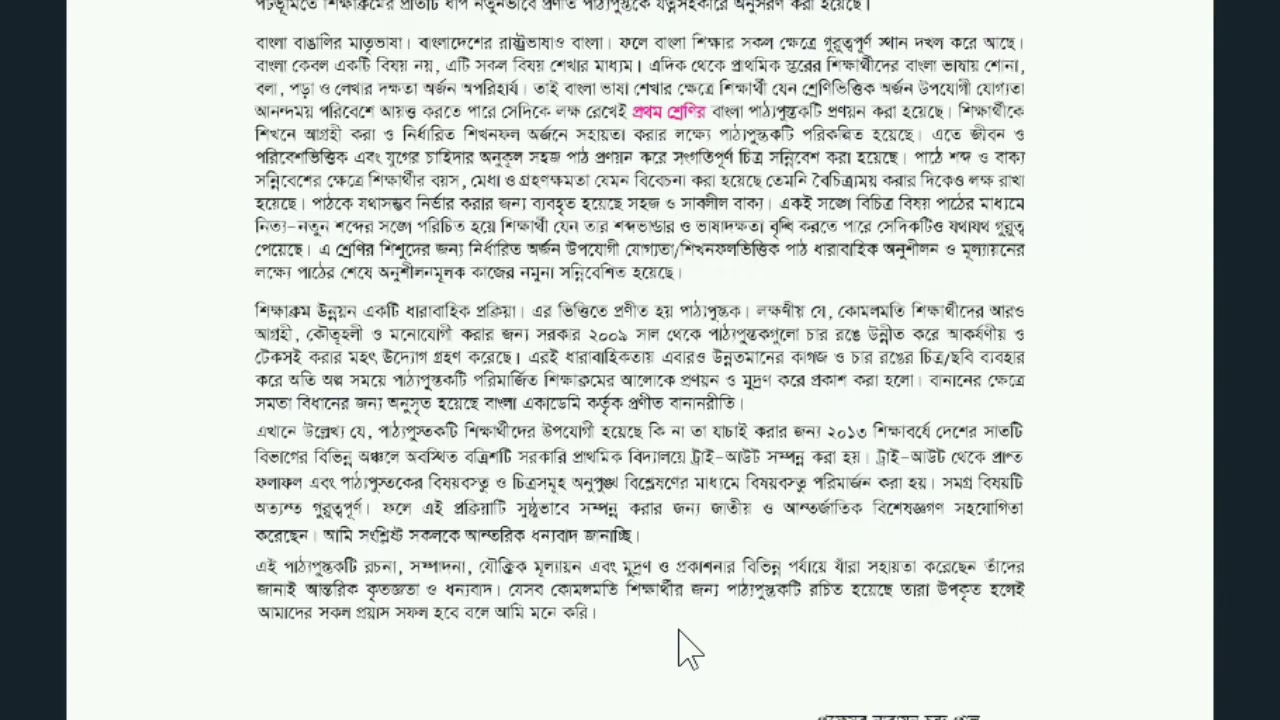 পটভূমিতে শিক্ষাক্রমের প্রতিটি ধাপ নতুনভাবে প্রণীত পাঠ্যপুস্তকে যত্নসহকারে অনুসরণ করা হয়েছে।
বাংলা বাঙালির মাতৃভাষা। বাংলাদেশের রাষ্ট্রভাষাও বাংলা। ফলে বাংলা শিক্ষার সকল ক্ষেত্রে গুরুত্বপূর্ণ স্থান দখল করে আছে।
বাংলা কেবল একটি বিষয় নয়, এটি সকল বিষয় শেখার মাধ্যম। এদিক থেকে প্রাথমিক স্তরের শিক্ষার্থীদের বাংলা ভাষায় শোনা,
বলা, পড়া ও লেখার দক্ষতা অর্জন অপরিহার্য। তাই বাংলা ভাষা শেখার ক্ষেত্রে শিক্ষার্থী যেন শ্রেণিভিত্তিক অর্জন উপযোগী যোগ্যতা
আনন্দময় পরিবেশে আয়ত্ত করতে পারে সেদিকে লক্ষ রেখেই প্রথম শ্রেণির বাংলা পাঠ্যপুস্তকটি প্রণয়ন করা হয়েছে। শিক্ষার্থীকে
শিখনে আগ্রহী করা ও নির্ধারিত শিখনফল অর্জনে সহায়তা করার লক্ষ্যে পাঠ্যপুস্তকটি পরিকল্পিত হয়েছে। এতে জীবন ও
পরিবেশভিত্তিক এবং যুগের চাহিদার অনুকূল সহজ পাঠ প্রণয়ন করে সংগতিপূর্ণ চিত্র সন্নিবেশ করা হয়েছে। পাঠে শব্দ ও বাক্য
সন্নিবেশের ক্ষেত্রে শিক্ষার্থীর বয়স, মেধা ও গ্রহণক্ষমতা যেমন বিবেচনা করা হয়েছে তেমনি বৈচিত্র্যময় করার দিকেও লক্ষ রাখা
হয়েছে। পাঠকে যথাসম্ভব নির্ভার করার জন্য ব্যবহৃত হয়েছে সহজ ও সাবলীল বাক্য। একই সঙ্গে বিচিত্র বিষয় পাঠের মাধ্যমে
নিত্য-নতুন শব্দের সঙ্গে পরিচিত হয়ে শিক্ষার্থী যেন তার শব্দভান্ডার ও ভাষাদক্ষতা বৃদ্ধি করতে পারে সেদিকটিও যথাযথ গুরুত্ব
পেয়েছে। এ শ্রেণির শিশুদের জন্য নির্ধারিত অর্জন উপযোগী যোগ্যতা/শিখনফলভিত্তিক পাঠ ধারাবাহিক অনুশীলন ও মূল্যায়নের
লক্ষ্যে পাঠের শেষে অনুশীলনমূলক কাজের নমুনা সন্নিবেশিত হয়েছে।
শিক্ষাক্রম উন্নয়ন একটি ধারাবাহিক প্রক্রিয়া। এর ভিত্তিতে প্রণীত হয় পাঠ্যপুস্তক। লক্ষণীয় যে, কোমলমতি শিক্ষার্থীদের আরও
আগ্রহী, কৌতূহলী ও মনোযোগী করার জন্য সরকার ২০০৯ সাল থেকে পাঠ্যপুস্তকগুলো চার রঙে উন্নীত করে আকর্ষণীয় ও
টেকসই করার মহৎ উদ্যোগ গ্রহণ করেছে। এরই ধারাবাহিকতায় এবারও উন্নতমানের কাগজ ও চার রঙের চিত্র/ছবি ব্যবহার
করে অতি অল্প সময়ে পাঠ্যপুস্তকটি পরিমার্জিত শিক্ষাক্রমের আলোকে প্রণয়ন ও মুদ্রণ করে প্রকাশ করা হলো। বানানের ক্ষেত্রে
সমতা বিধানের জন্য অনুসৃত হয়েছে বাংলা একাডেমি কর্তৃক প্রণীত বানানরীতি।
এখানে উল্লেখ্য যে, পাঠ্যপুস্তকটি শিক্ষার্থীদের উপযোগী হয়েছে কি না তা যাচাই করার জন্য ২০১৩ শিক্ষাবর্ষে দেশের সাতটি
বিভাগের বিভিন্ন অঞ্চলে অবস্থিত বত্রিশটি সরকারি প্রাথমিক বিদ্যালয়ে ট্রাই-আউট সম্পন্ন করা হয়। ট্রাই-আউট থেকে প্রাপ্ত
ফলাফল এবং পাঠ্যপুস্তকের বিষয়বস্তু ও চিত্রসমূহ অনুপুঙ্খ বিশ্লেষণের মাধ্যমে বিষয়বস্তু পরিমার্জন করা হয়। সমগ্র বিষয়টি
অত্যন্ত গুরুত্বপূর্ণ। ফলে এই প্রক্রিয়াটি সুষ্ঠুভাবে সম্পন্ন করার জন্য জাতীয় ও আন্তর্জাতিক বিশেষজ্ঞগণ সহযোগিতা
করেছেন। আমি সংশ্লিষ্ট সকলকে আন্তরিক ধন্যবাদ জানাচ্ছি।
এই পাঠ্যপুস্তকটি রচনা, সম্পাদনা, যৌক্তিক মূল্যায়ন এবং মুদ্রণ ও প্রকাশনার বিভিন্ন পর্যায়ে যাঁরা সহায়তা করেছেন তাঁদের
জানাই আন্তরিক কৃতজ্ঞতা ও ধন্যবাদ। যেসব কোমলমতি শিক্ষার্থীর জন্য পাঠ্যপুস্তকটি রচিত হয়েছে তারা উপকৃত হলেই
আমাদের সকল প্রয়াস সফল হবে বলে আমি মনে করি।